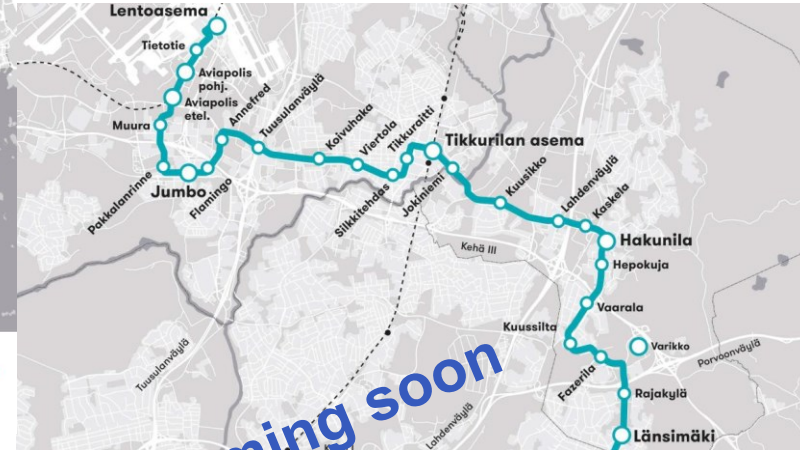 Lentoasema
Tietotie
Aviapolis
pohj.
Aviapolis
etel.
Muura
Pakkalanrinne
Jumbo
Flamingo
Annefred
Tuusulanväylä
Koivuhaka
Viertola
Silkkitehdas
Tikkuraitti
Tikkurilan asema
Jokiniemi
Kuusikko
Lahdenväylä
Kaskela
Hakunila
Kehä III
Hepokuja
Vaarala
Kuussilta
Varikko
Fazerila
Porvoonväylä
Tuusulanväylä
Rajakylä
Lahdenväylä
Länsimäki
ming soon